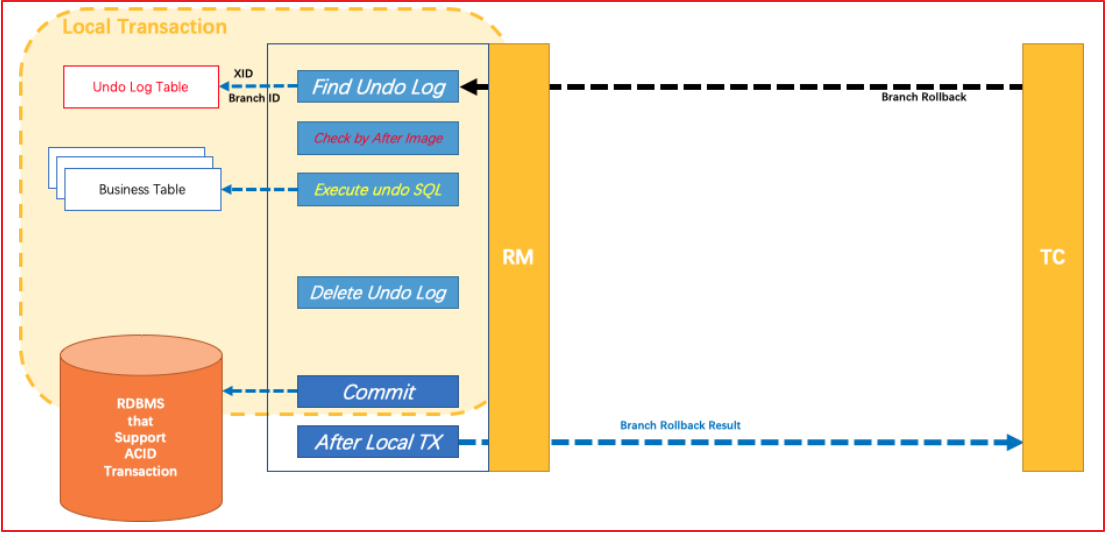 Local Transaction
Undo Log Table
XID
Branch ID
Find Undo Log
Branch Rollback
Check by After Image
Business Table
Execute undo SQL
RM
TC
Delete Undo Log
Commit
RDBMS
that
Support
ACID
Transaction
After Local TX
Branch Rollback Result